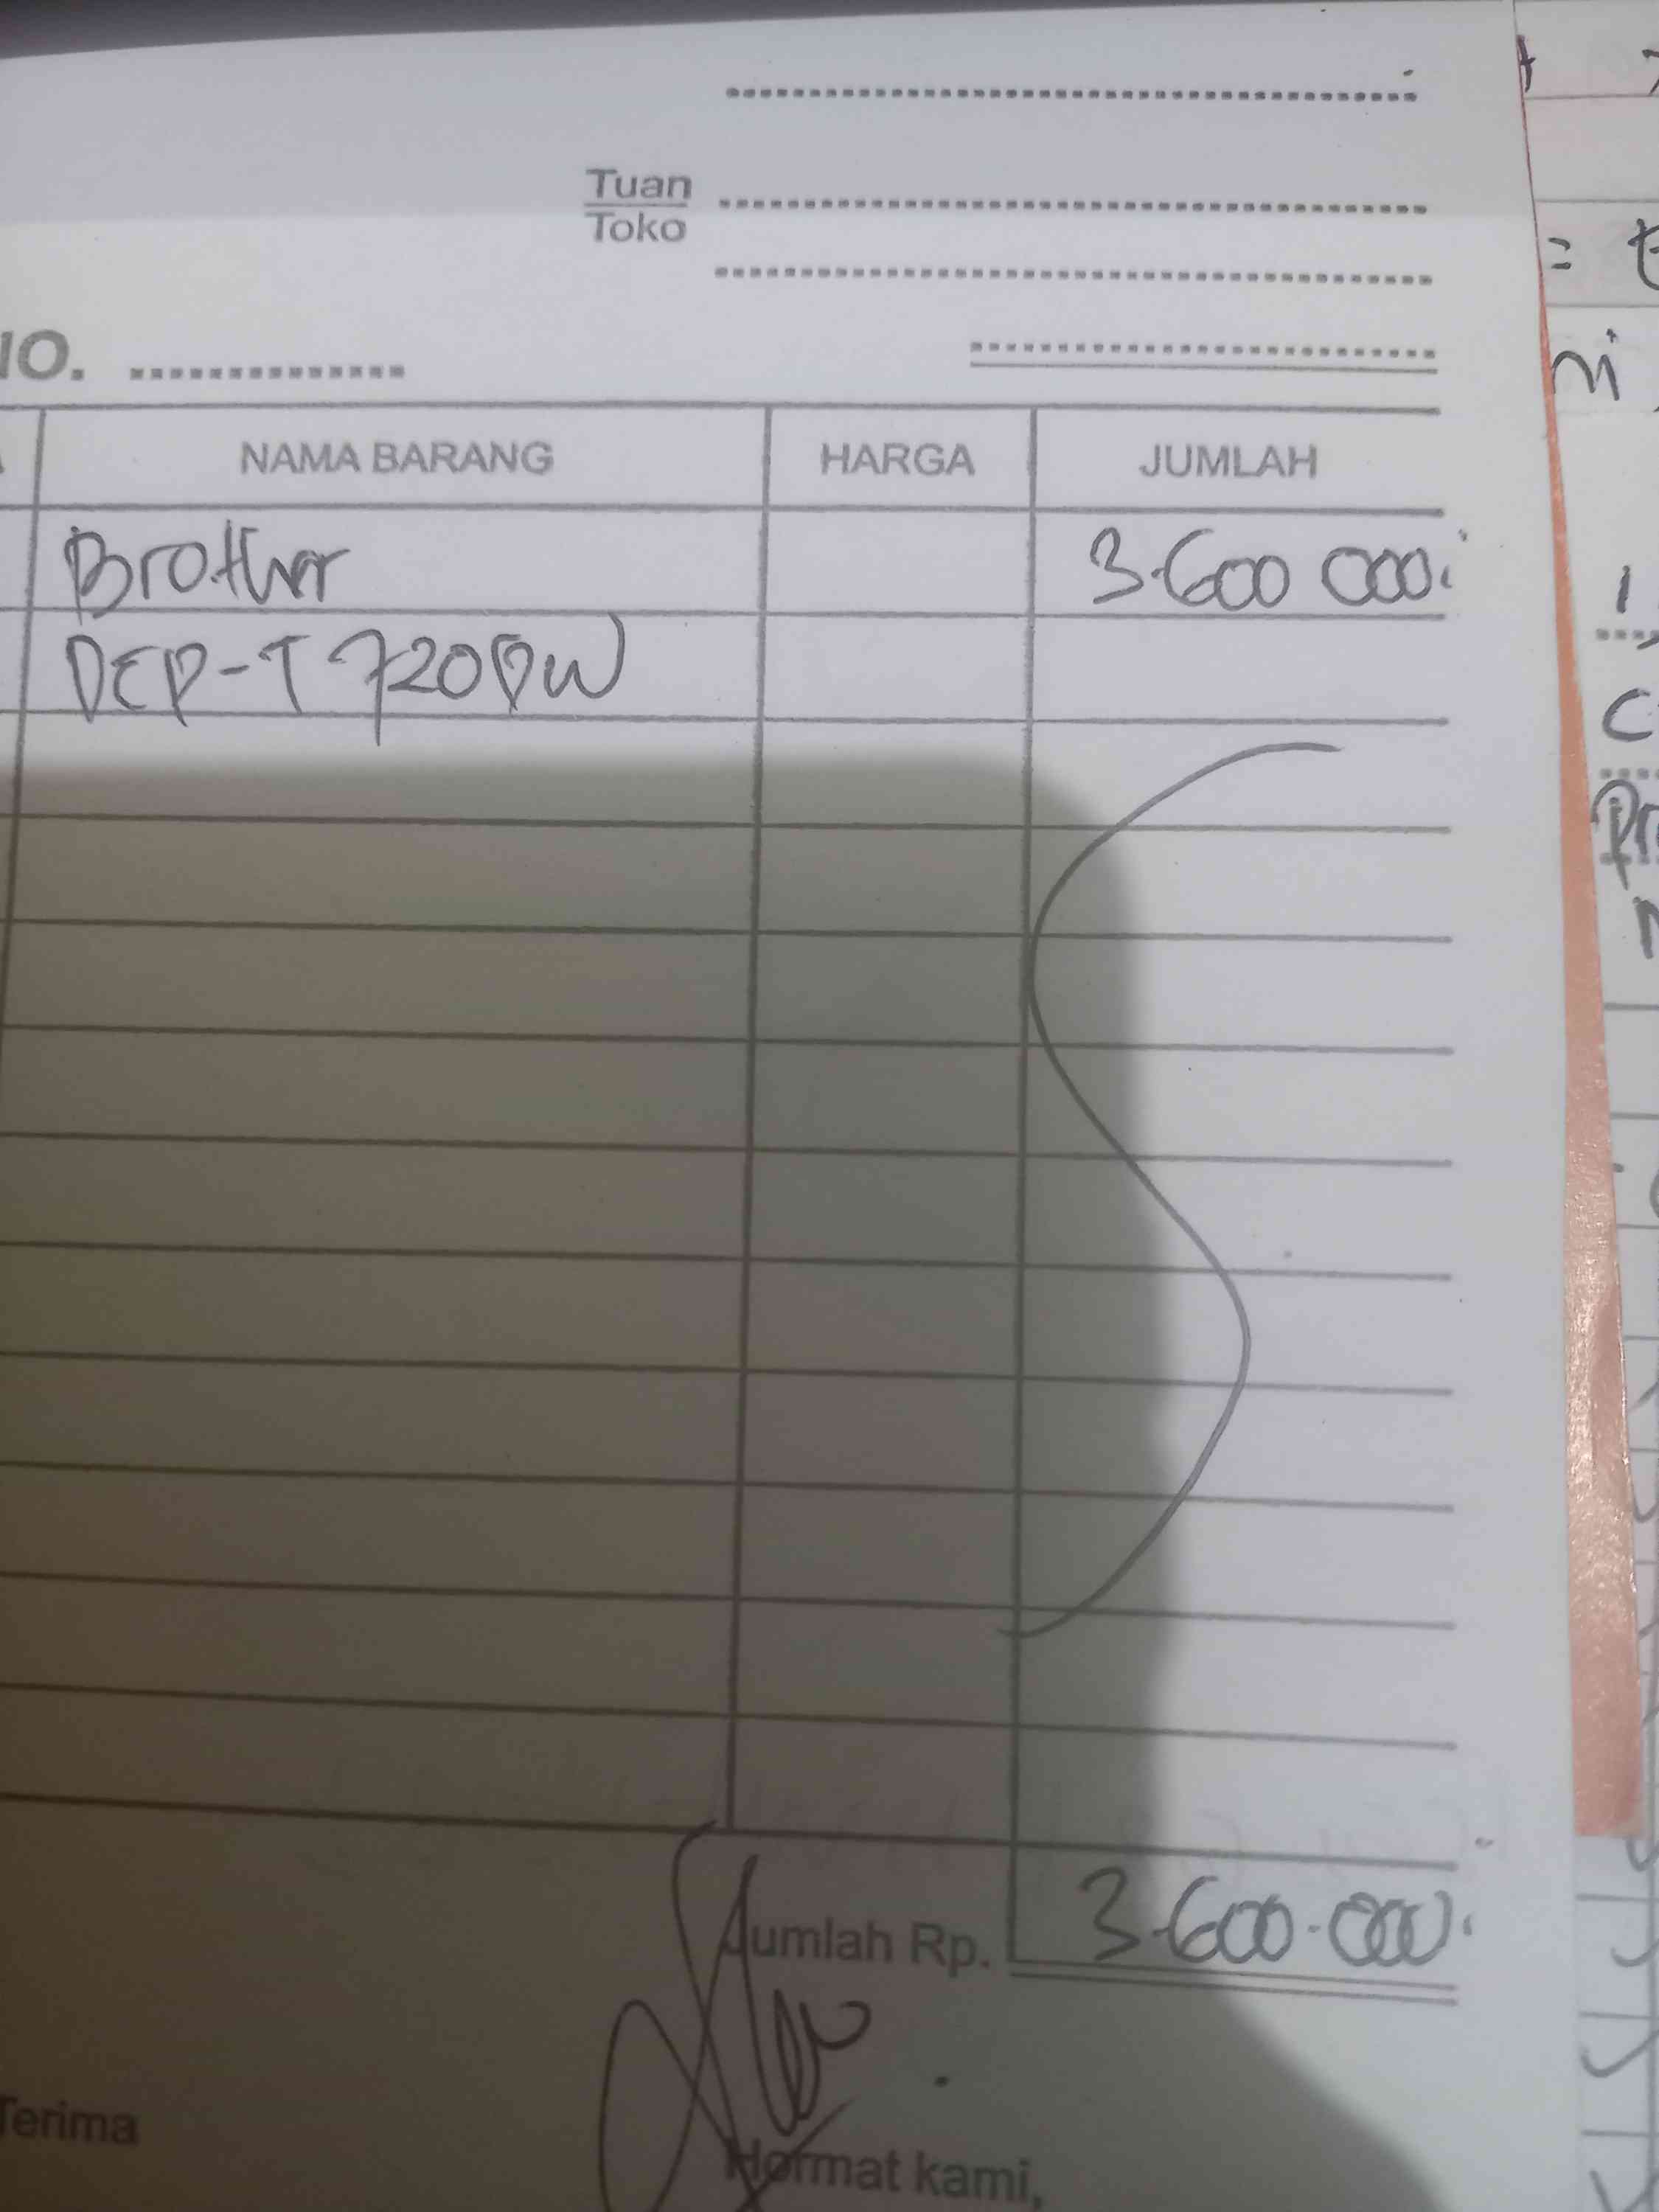 Tuan
Toko
NO. ..............
NAMA BARANG HARGA JUMLAH
Brother 3.600 000.
DCP-T 720DW
Jumlah Rp. 3.600.000.
Terima
Hormat kami,